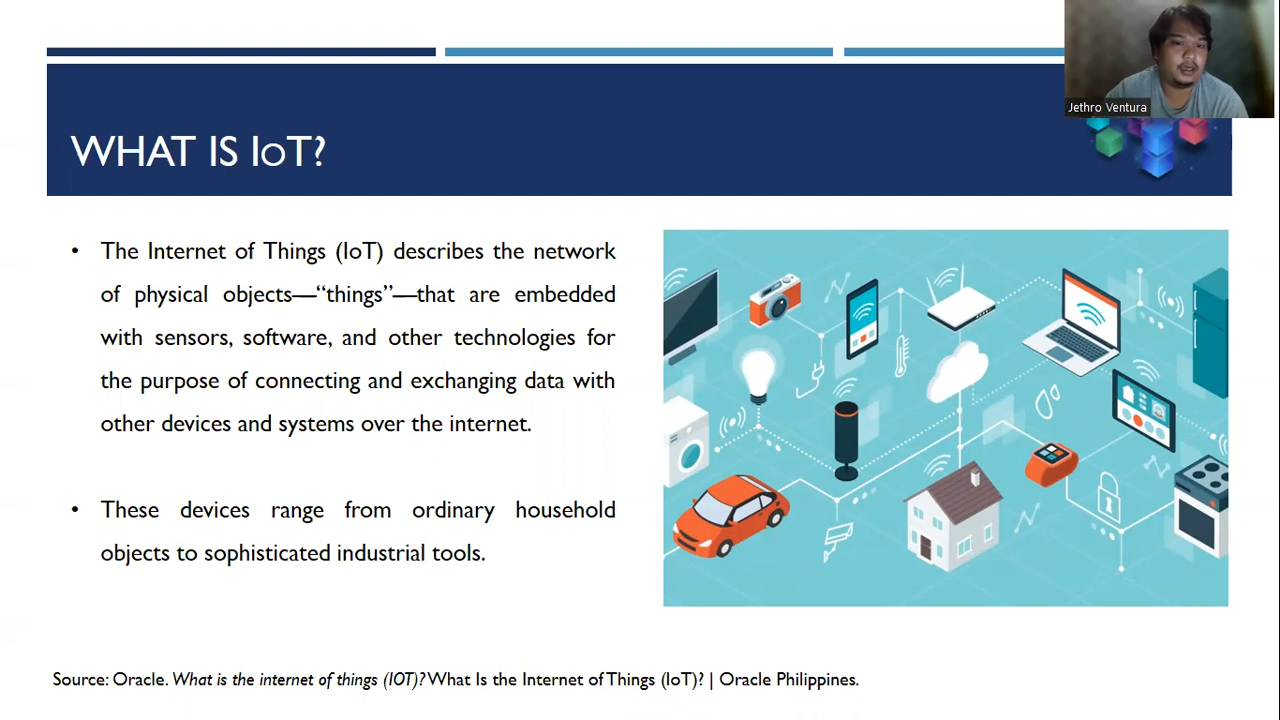 Jethro Ventura
WHAT IS IoT?
• The Internet of Things (IoT) describes the network
of physical objects—“things”—that are embedded
with sensors, software, and other technologies for
the purpose of connecting and exchanging data with
other devices and systems over the internet.
• These devices range from ordinary household
objects to sophisticated industrial tools.
Source: Oracle. What is the internet of things (IOT)? What Is the Internet of Things (IoT)? | Oracle Philippines.